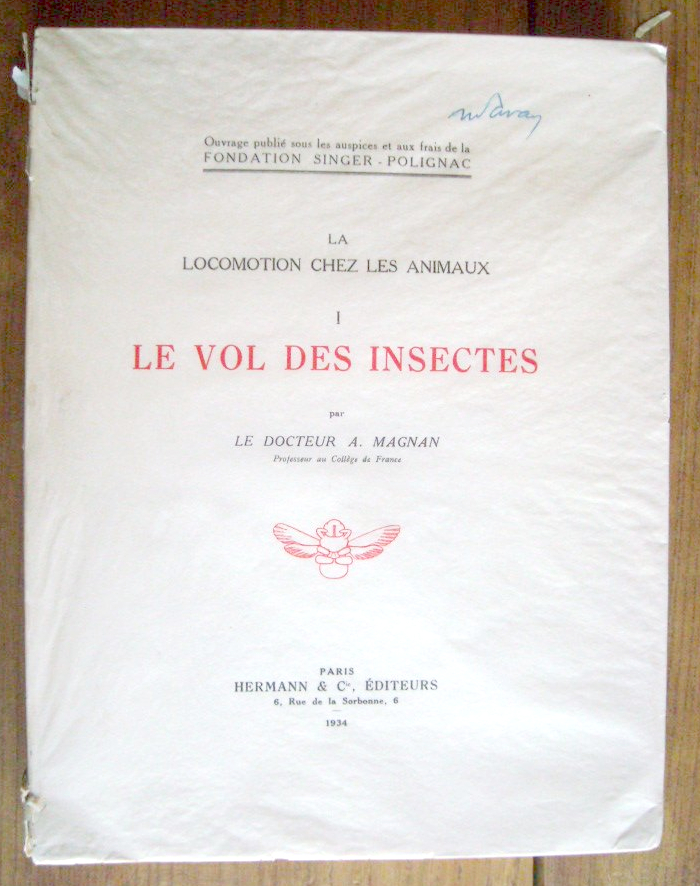 Ouvrage publié sous les auspices et aux frais de la
FONDATION SINGER - POLIGNAC
LA
LOCOMOTION CHEZ LES ANIMAUX
I
LE VOL DES INSECTES
par
LE DOCTEUR A. MAGNAN
Professeur au Collège de France
PARIS
HERMANN & Cie, ÉDITEURS
6, Rue de la Sorbonne, 6
1934